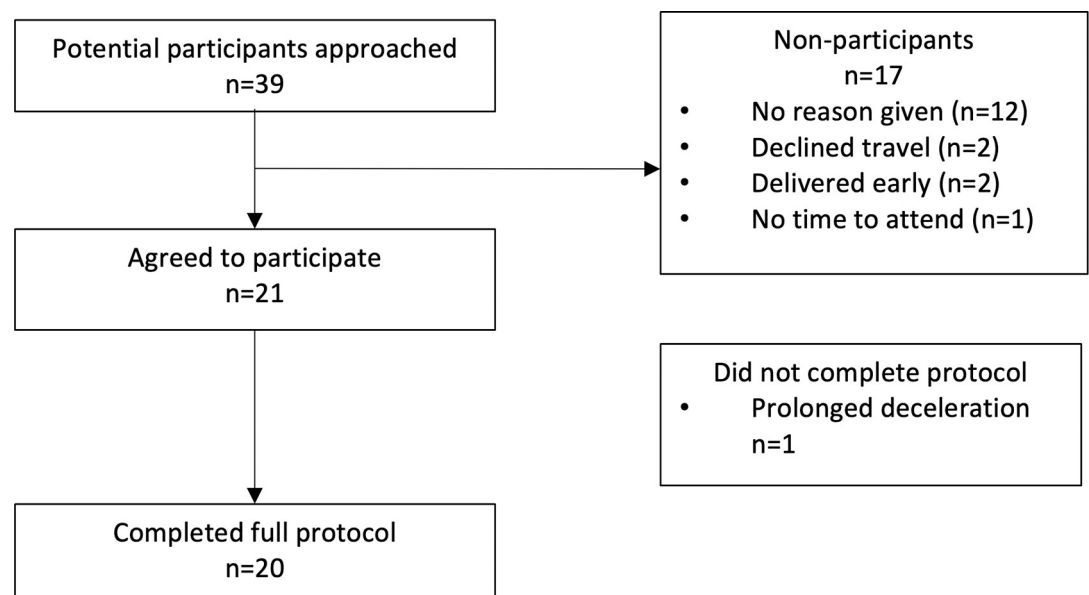 Potential participants approached
n=39
Non-participants
n=17
• No reason given (n=12)
• Declined travel (n=2)
• Delivered early (n=2)
• No time to attend (n=1)
Agreed to participate
n=21
Did not complete protocol
• Prolonged deceleration
n=1
Completed full protocol
n=20